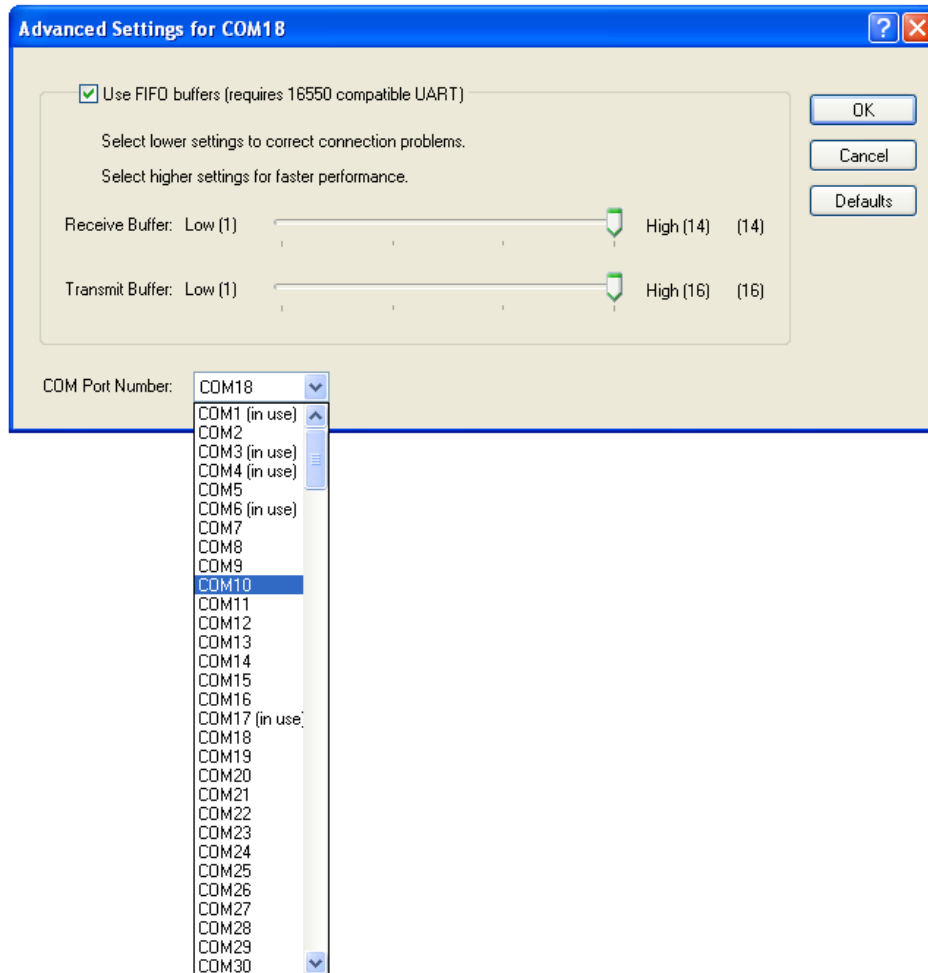 Advanced Settings for COM18
Use FIFO buffers (requires 16550 compatible UART)
OK
Select lower settings to correct connection problems.
Cancel
Select higher settings for faster performance.
Defaults
Receive Buffer: Low (1) High (14) (14)
Transmit Buffer: Low (1) High (16) (16)
COM Port Number: COM18
COM1 (in use)
COM2
COM3 (in use)
COM4 (in use)
COM5
COM6 (in use)
COM7
COM8
COM9
COM10
COM11
COM12
COM13
COM14
COM15
COM16
COM17 (in use)
COM18
COM19
COM20
COM21
COM22
COM23
COM24
COM25
COM26
COM27
COM28
COM29
COM30